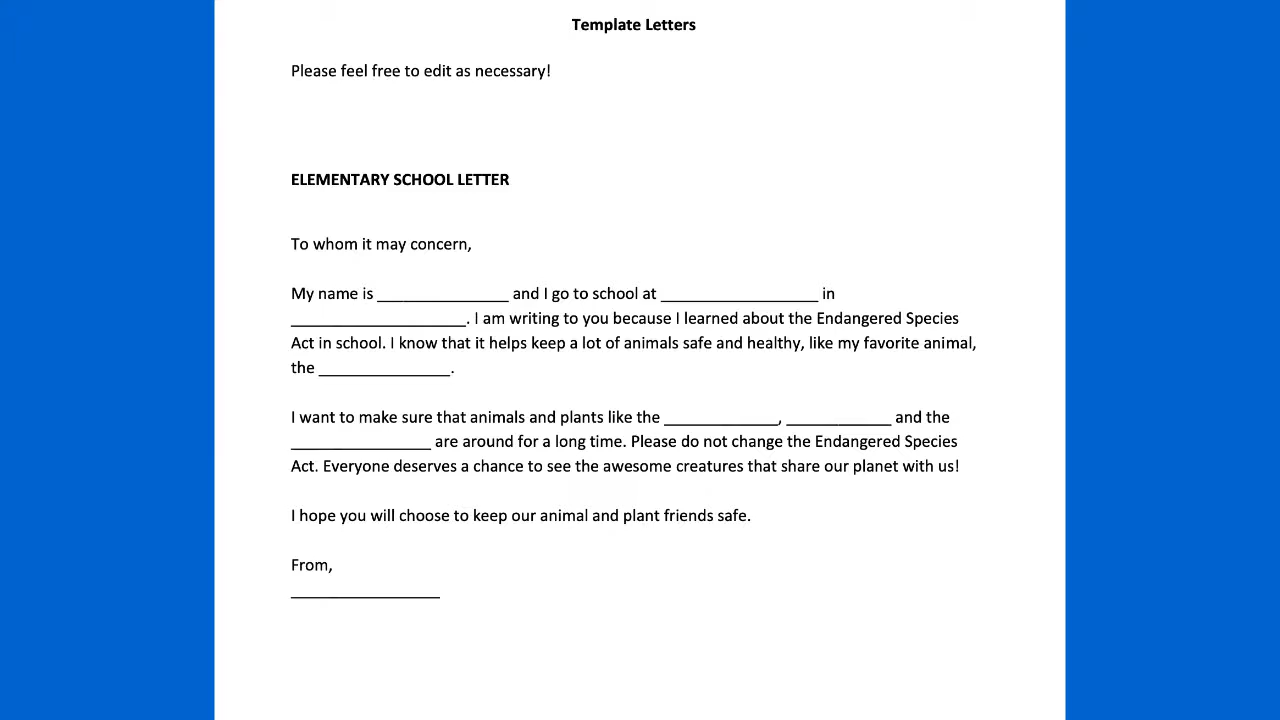 Template Letters
Please feel free to edit as necessary!
ELEMENTARY SCHOOL LETTER
To whom it may concern,
My name is _______________ and I go to school at __________________ in
____________________. I am writing to you because I learned about the Endangered Species
Act in school. I know that it helps keep a lot of animals safe and healthy, like my favorite animal,
the _______________.
I want to make sure that animals and plants like the _____________, ____________ and the
________________ are around for a long time. Please do not change the Endangered Species
Act. Everyone deserves a chance to see the awesome creatures that share our planet with us!
I hope you will choose to keep our animal and plant friends safe.
From,
_________________